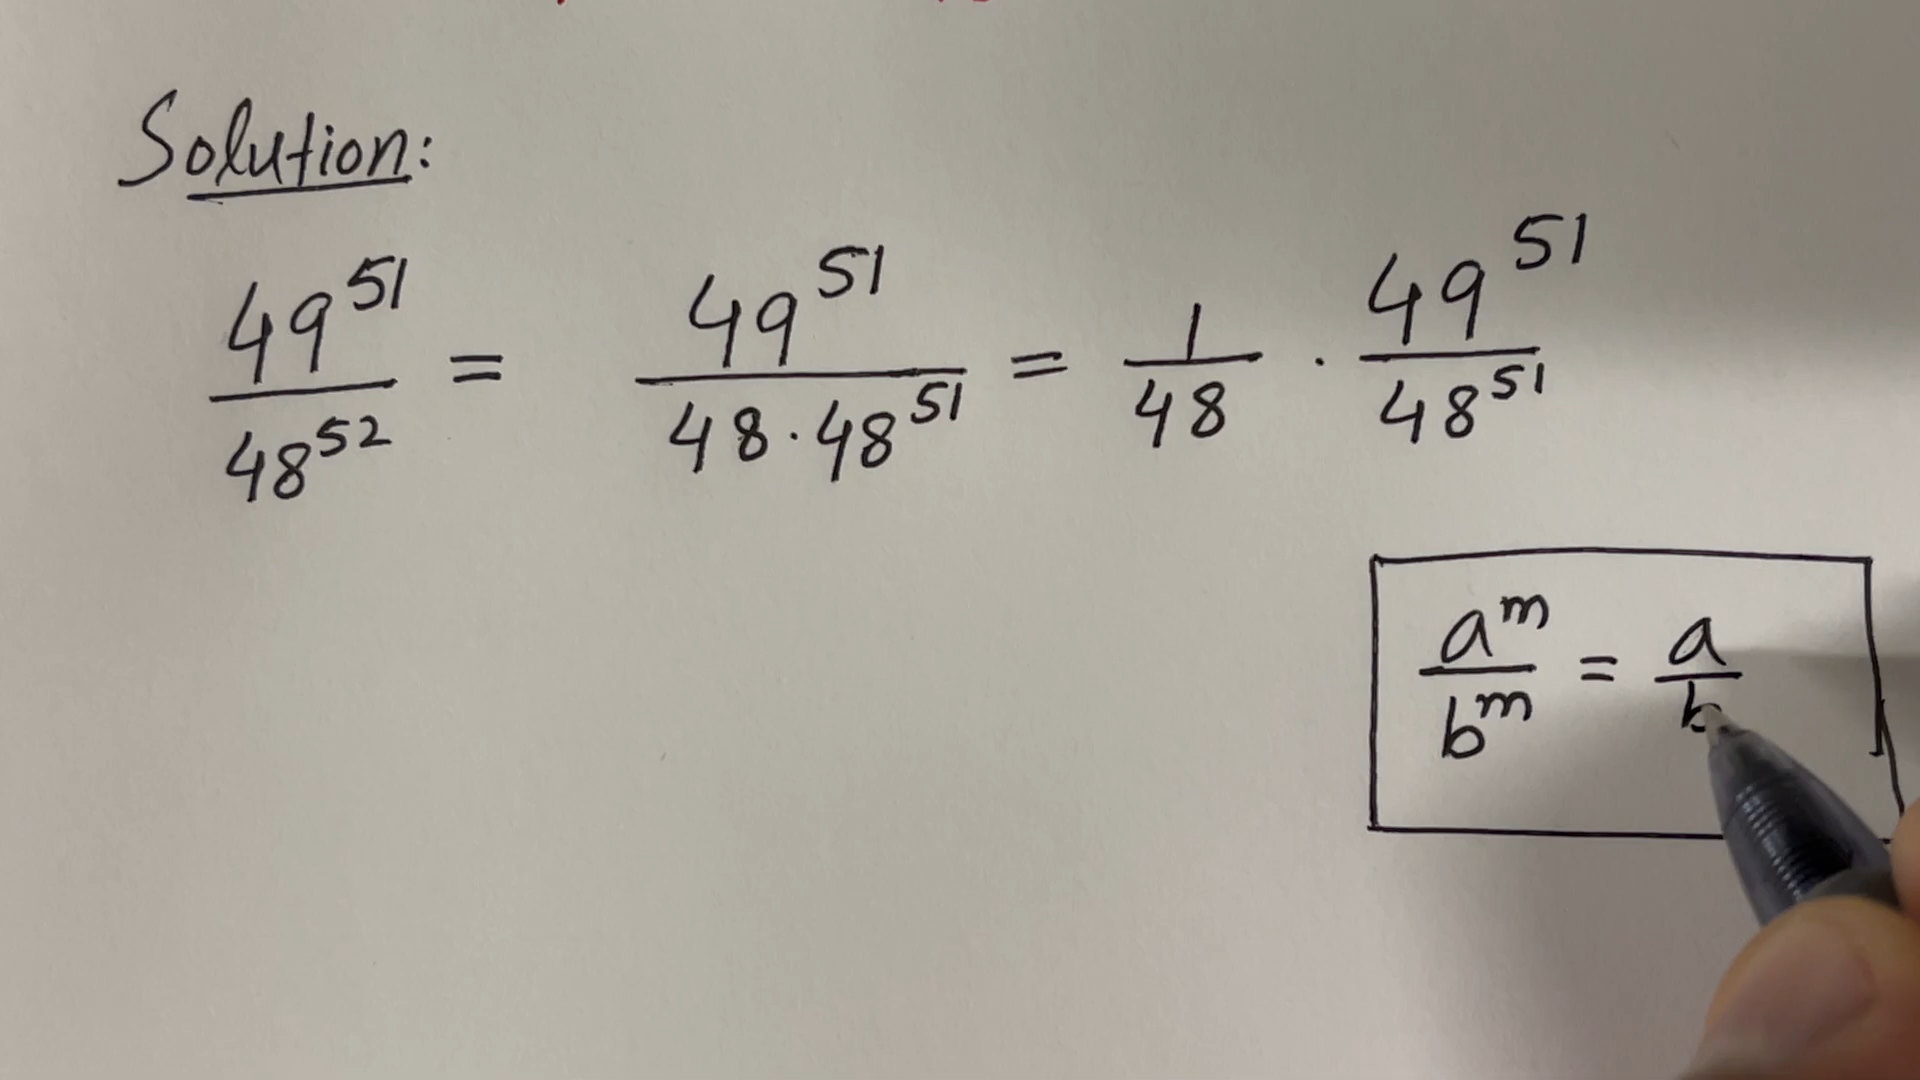 Solution:
49^51 / 48^52 = 49^51 / 48·48^51 = 1/48 · 49^51 / 48^51
a^m / b^m = a / b